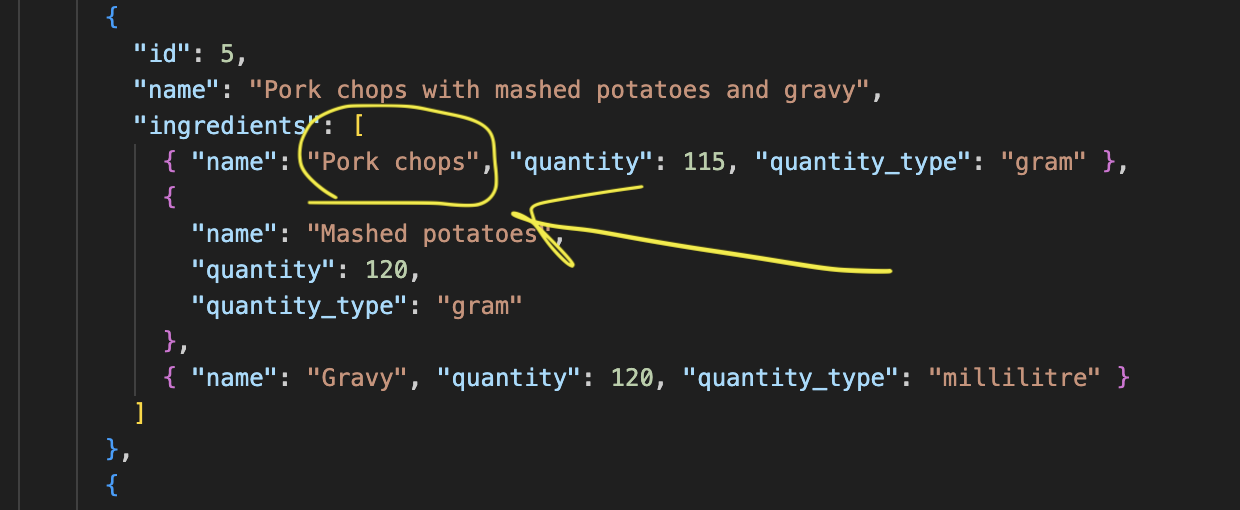 {
"id": 5,
"name": "Pork chops with mashed potatoes and gravy",
"ingredients": [
{ "name": "Pork chops", "quantity": 115, "quantity_type": "gram" },
{
"name": "Mashed potatoes",
"quantity": 120,
"quantity_type": "gram"
},
{ "name": "Gravy", "quantity": 120, "quantity_type": "millilitre" }
]
},
{